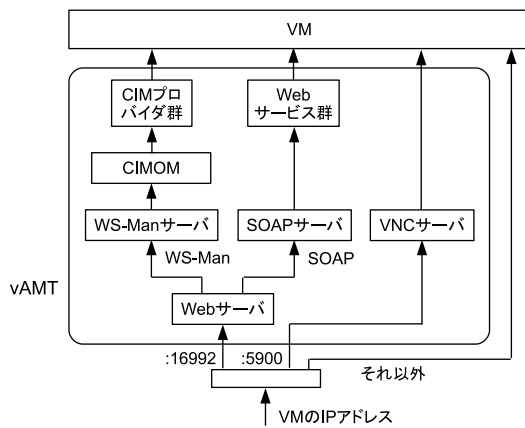 VM
CIMプロ
バイダ群
Web
サービス群
CIMOM
WS-Manサーバ
SOAPサーバ
VNCサーバ
WS-Man
SOAP
vAMT
Webサーバ
:16992
:5900
それ以外
VMのIPアドレス